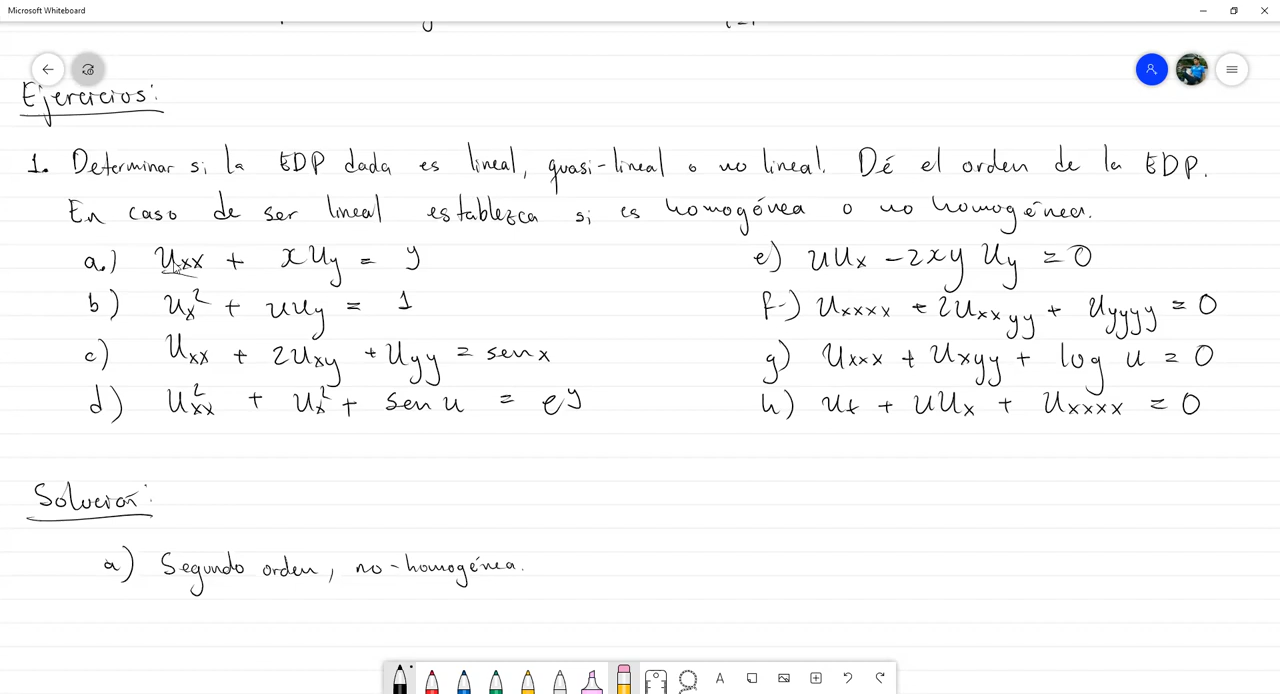 Microsoft Whiteboard
Ejercicios:
1. Determinar si la EDP dada es lineal, quasi-lineal o no lineal. Dé el orden de la EDP.
En caso de ser lineal establezca si es homogénea o no homogénea.
a.) Uxx + xUy = y
b) Ux² + uUy = 1
c) Uxx + 2Uxy + Uyy = sen x
d) Uxx² + Ux² + sen u = e^y
e) UUx - 2xy Uy = 0
f.) Uxxxx + 2Uxxyy + Uyyyy = 0
g) Uxxx + Uxyy + log u = 0
h) Ut + UUx + Uxxxx = 0
Solución:
a) Segundo orden, no-homogénea.
A